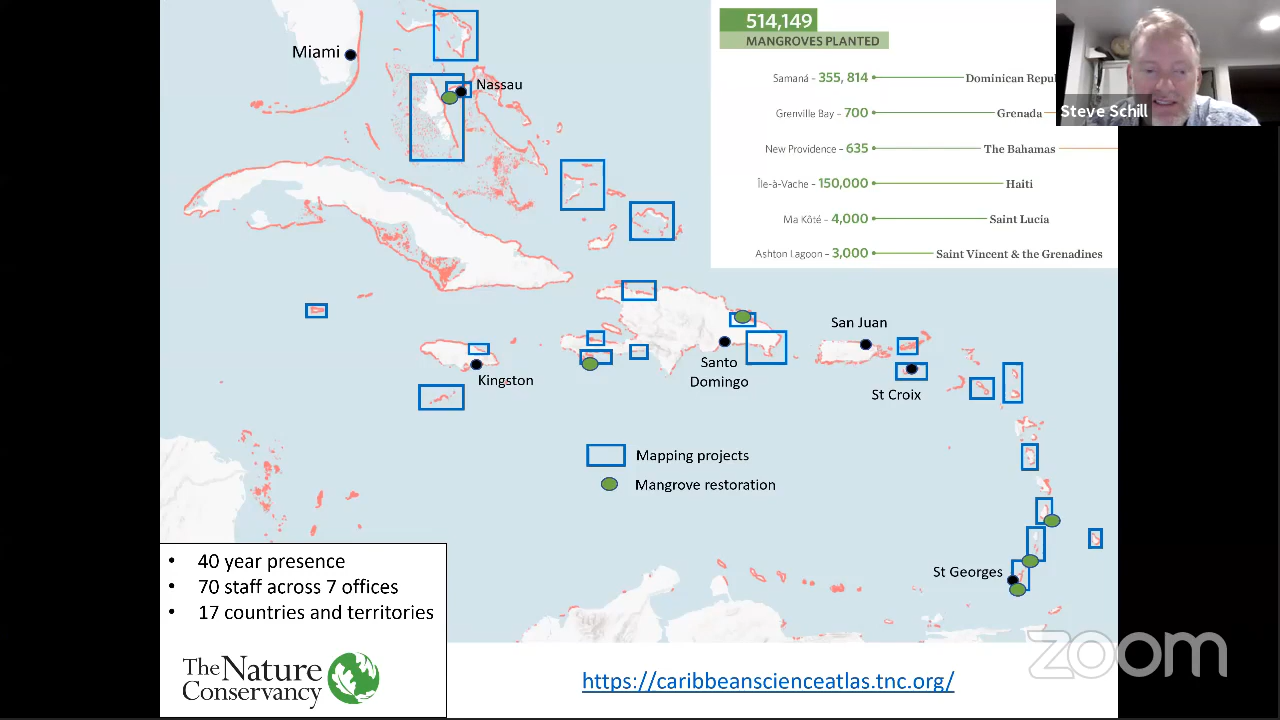 514,149
MANGROVES PLANTED
Samaná – 355, 814
Dominican Repu
Grenville Bay – 700
Grenada
New Providence – 635
The Bahamas
Île-à-Vache – 150,000
Haiti
Ma Kôté – 4,000
Saint Lucia
Ashton Lagoon – 3,000
Saint Vincent & the Grenadines
Steve Schill
Miami
Nassau
San Juan
Santo
Domingo
Kingston
St Croix
Mapping projects
Mangrove restoration
St Georges
• 40 year presence
• 70 staff across 7 offices
• 17 countries and territories
The Nature
Conservancy
https://caribbeanscienceatlas.tnc.org/
zoom